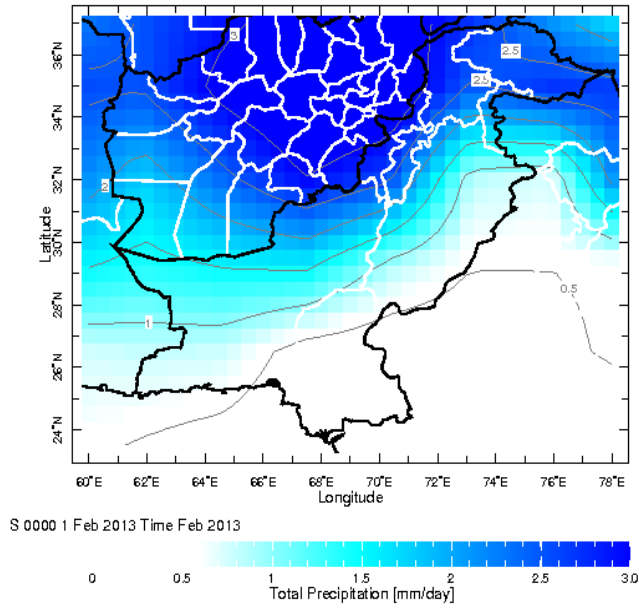 3
2.5
2.5
2
1
0.5
36°N
34°N
32°N
30°N
28°N
26°N
24°N
Latitude
60°E 62°E 64°E 66°E 68°E 70°E 72°E 74°E 76°E 78°E
Longitude
S 0000 1 Feb 2013 Time Feb 2013
0 0.5 1 1.5 2 2.5 3.0
Total Precipitation [mm/day]